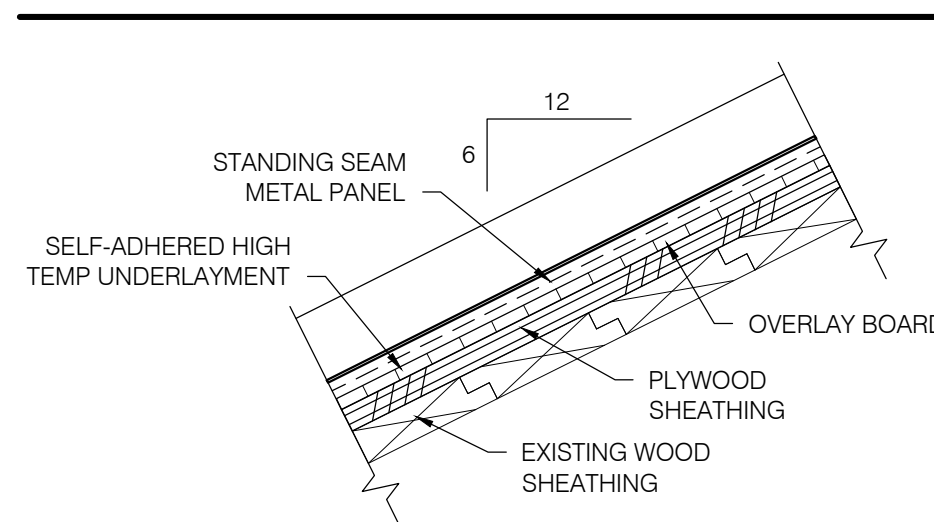 12
6
STANDING SEAM
METAL PANEL
SELF-ADHERED HIGH
TEMP UNDERLAYMENT
OVERLAY BOARD
PLYWOOD
SHEATHING
EXISTING WOOD
SHEATHING